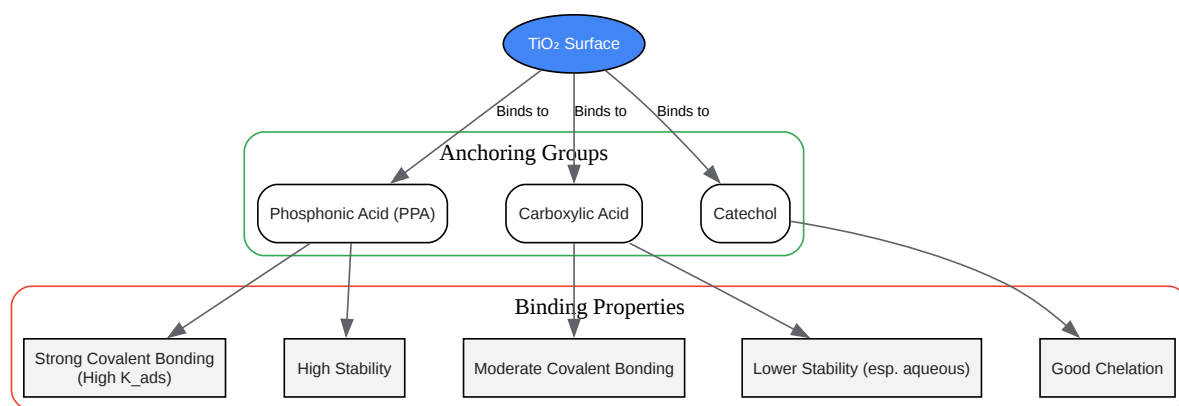 TiO₂ Surface
Binds to
Binds to
Binds to
Anchoring Groups
Phosphonic Acid (PPA)
Carboxylic Acid
Catechol
Binding Properties
Strong Covalent Bonding
(High K_ads)
High Stability
Moderate Covalent Bonding
Lower Stability (esp. aqueous)
Good Chelation